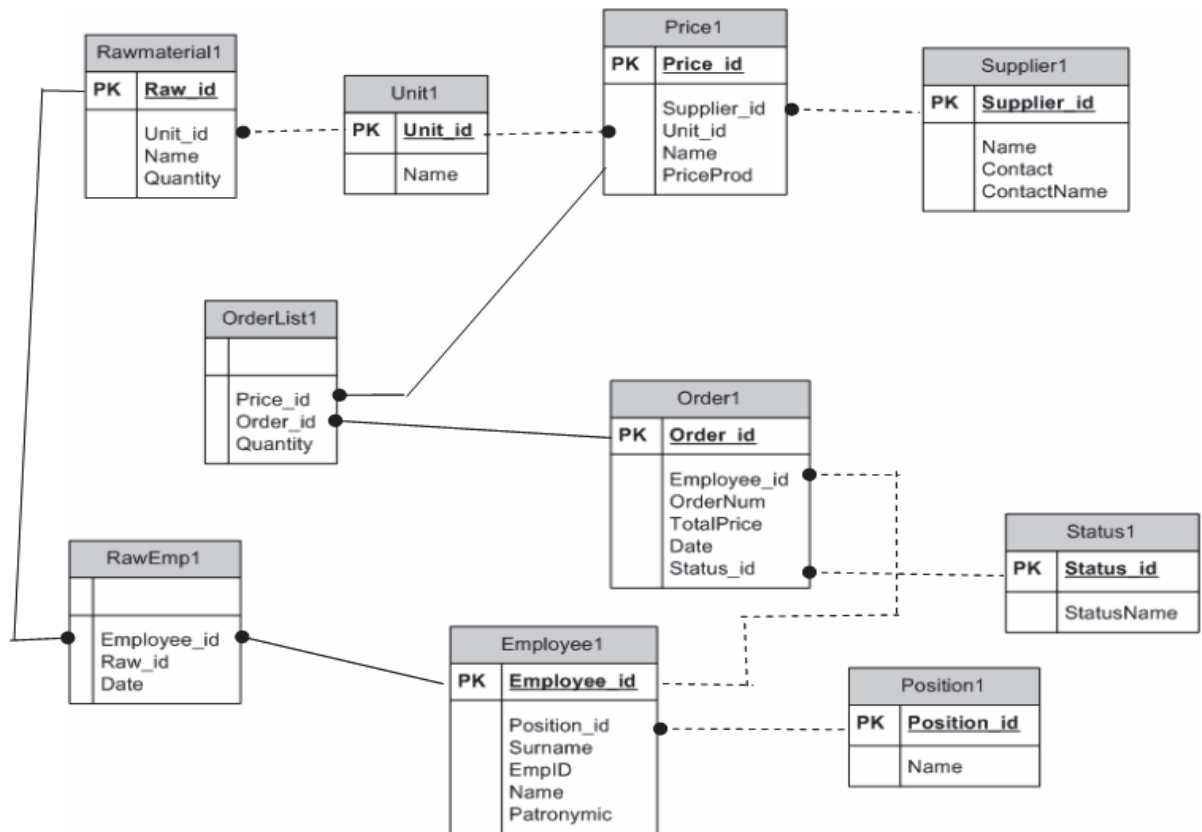 Rawmaterial1
PK Raw_id
Unit_id
Name
Quantity
Unit1
PK Unit_id
Name
Price1
PK Price_id
Supplier_id
Unit_id
Name
PriceProd
Supplier1
PK Supplier_id
Name
Contact
ContactName
OrderList1
Price_id
Order_id
Quantity
Order1
PK Order_id
Employee_id
OrderNum
TotalPrice
Date
Status_id
Status1
PK Status_id
StatusName
RawEmp1
Employee_id
Raw_id
Date
Employee1
PK Employee_id
Position_id
Surname
EmpID
Name
Patronymic
Position1
PK Position_id
Name